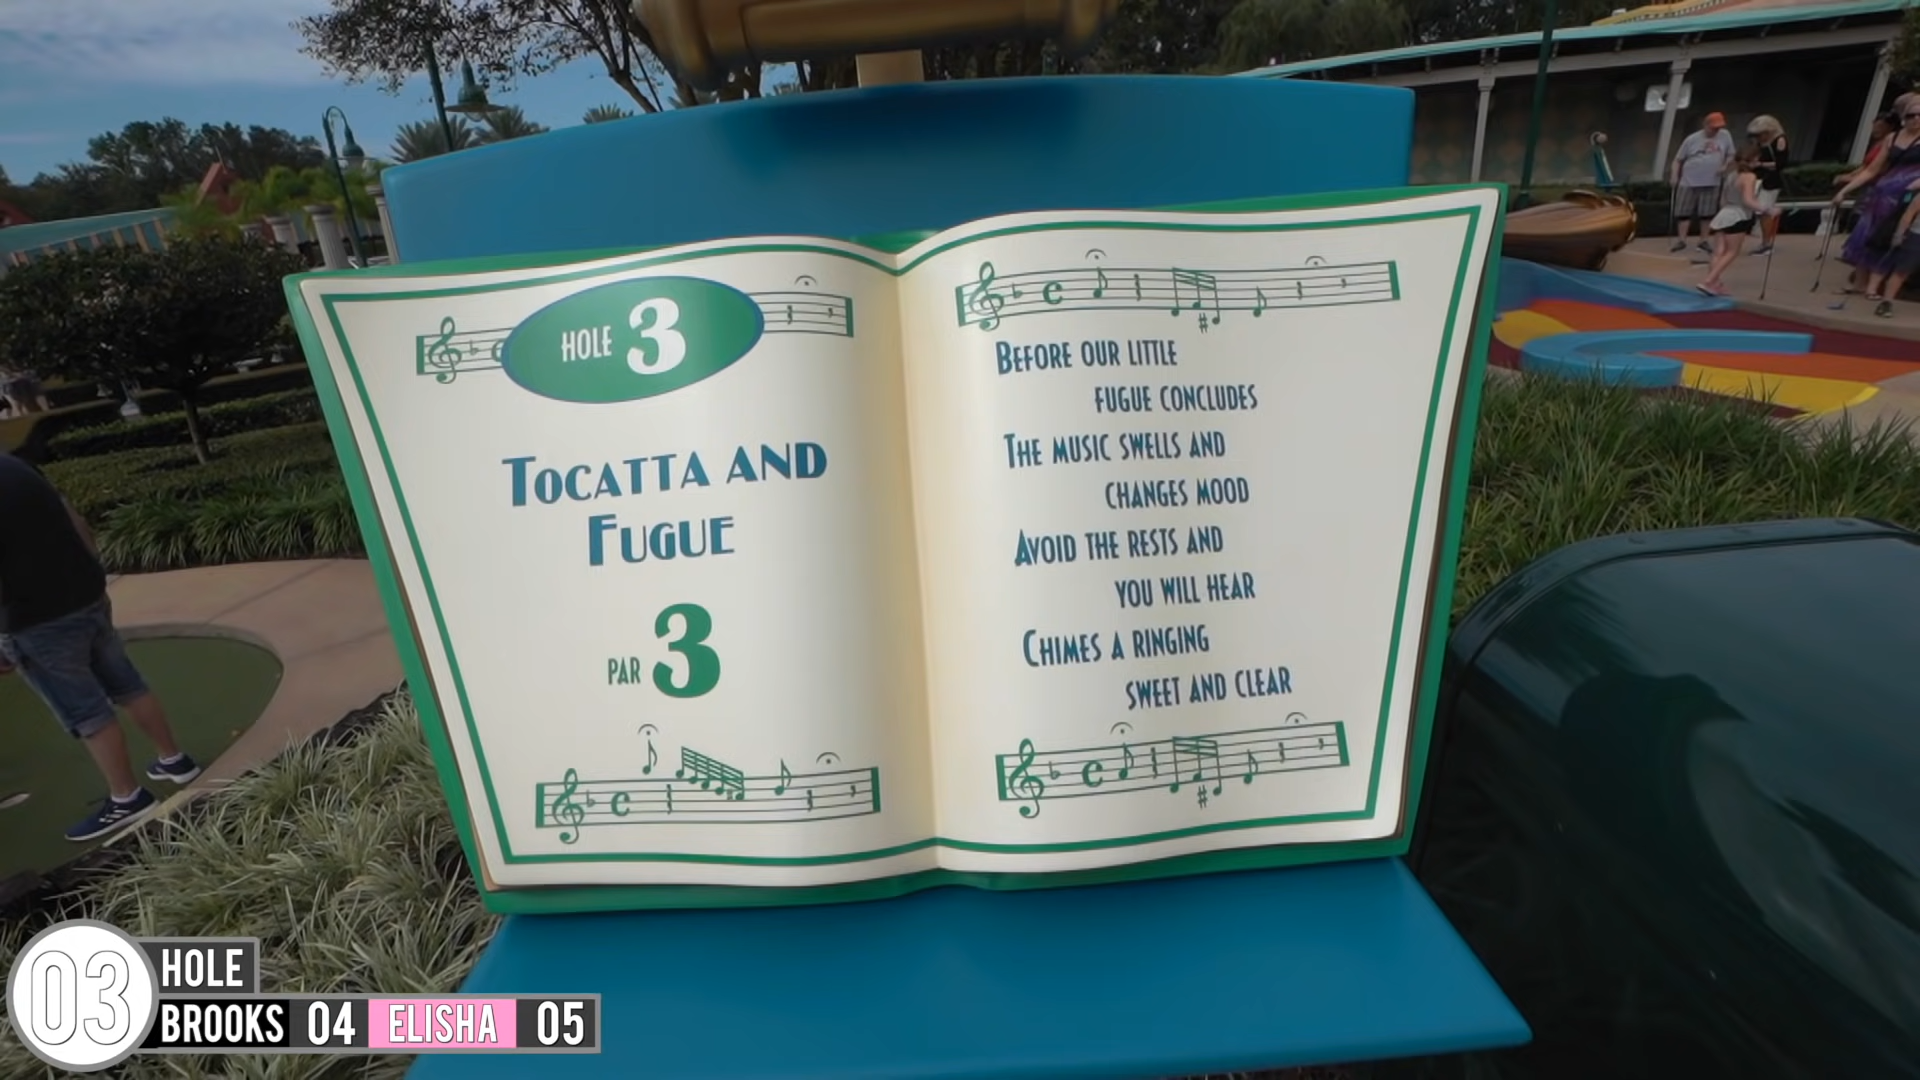 HOLE 3
TOCATTA AND
FUGUE
PAR 3
BEFORE OUR LITTLE
FUGUE CONCLUDES
THE MUSIC SWELLS AND
CHANGES MOOD
AVOID THE RESTS AND
YOU WILL HEAR
CHIMES A RINGING
SWEET AND CLEAR
03 HOLE
BROOKS 04 ELISHA 05